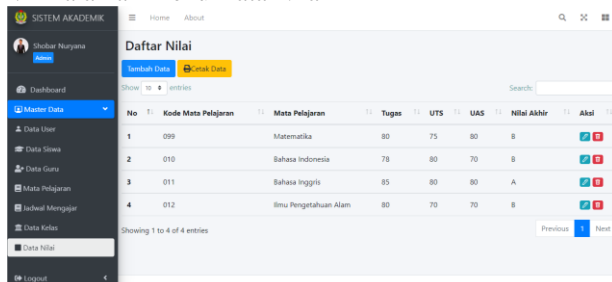 SISTEM AKADEMIK
Home About
Shobar Nuryana
Admin
Dashboard
Master Data
Data User
Data Siswa
Data Guru
Mata Pelajaran
Jadwal Mengajar
Data Kelas
Data Nilai
Logout
Daftar Nilai
Tambah Data Cetak Data
Show 10 entries Search:
No Kode Mata Pelajaran Mata Pelajaran Tugas UTS UAS Nilai Akhir Aksi
1 099 Matematika 80 75 80 B
2 010 Bahasa Indonesia 78 80 70 B
3 011 Bahasa Inggris 85 80 80 A
4 012 Ilmu Pengetahuan Alam 80 70 70 B
Showing 1 to 4 of 4 entries Previous 1 Next